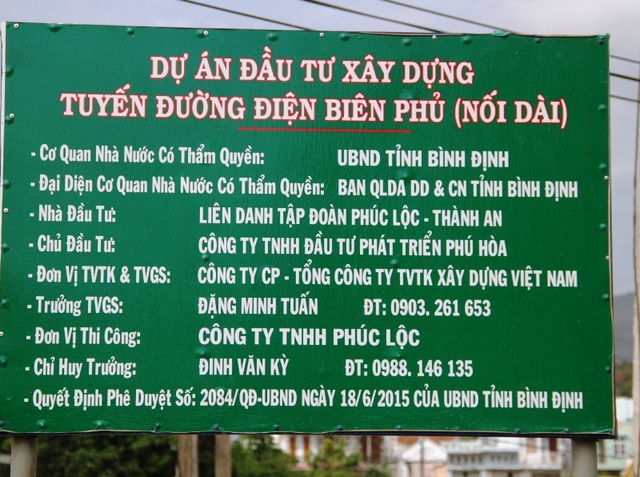 DỰ ÁN ĐẦU TƯ XÂY DỰNG
TUYẾN ĐƯỜNG ĐIỆN BIÊN PHỦ (NỐI DÀI)
- Cơ Quan Nhà Nước Có Thẩm Quyền: UBND TỈNH BÌNH ĐỊNH
- Đại Diện Cơ Quan Nhà Nước Có Thẩm Quyền: BAN QLDA DD & CN TỈNH BÌNH ĐỊNH
- Nhà Đầu Tư: LIÊN DANH TẬP ĐOÀN PHÚC LỘC - THÀNH AN
- Chủ Đầu Tư: CÔNG TY TNHH ĐẦU TƯ PHÁT TRIỂN PHÚ HÒA
- Đơn Vị TVTK & TVGS: CÔNG TY CP - TỔNG CÔNG TY TVTK XÂY DỰNG VIỆT NAM
- Trưởng TVGS: ĐẶNG MINH TUẤN ĐT: 0903. 261 653
- Đơn Vị Thi Công: CÔNG TY TNHH PHÚC LỘC
- Chỉ Huy Trưởng: ĐINH VĂN KỲ ĐT: 0988. 146 135
- Quyết Định Phê Duyệt Số: 2084/QĐ-UBND NGÀY 18/6/2015 CỦA UBND TỈNH BÌNH ĐỊNH